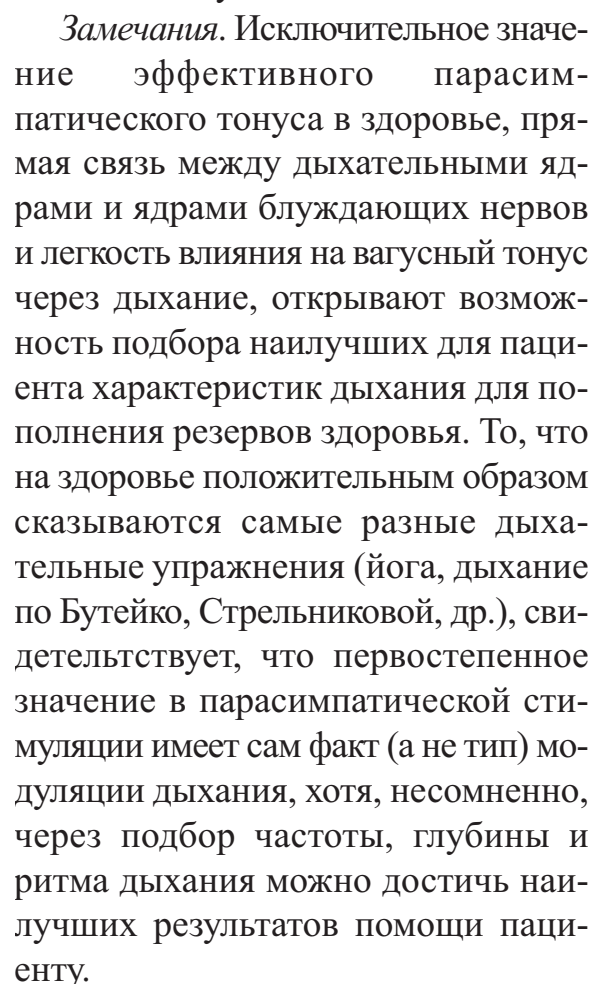 Замечания. Исключительное значе-
ние эффективного парасим-
патического тонуса в здоровье, пря-
мая связь между дыхательными яд-
рами и ядрами блуждающих нервов
и легкость влияния на вагусный тонус
через дыхание, открывают возмож-
ность подбора наилучших для паци-
ента характеристик дыхания для по-
полнения резервов здоровья. То, что
на здоровье положительным образом
сказываются самые разные дыха-
тельные упражнения (йога, дыхание
по Бутейко, Стрельниковой, др.), сви-
детельтствует, что первостепенное
значение в парасимпатической сти-
муляции имеет сам факт (а не тип) мо-
дуляции дыхания, хотя, несомненно,
через подбор частоты, глубины и
ритма дыхания можно достичь наи-
лучших результатов помощи паци-
енту.